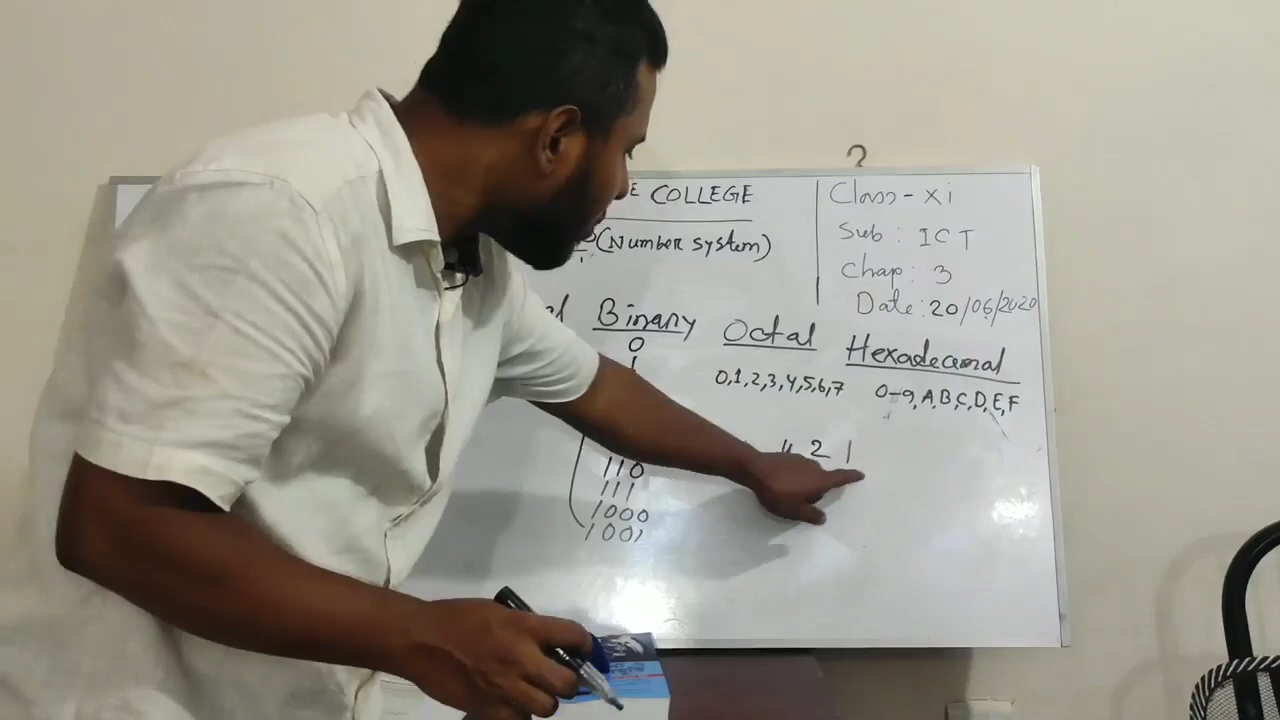 COLLEGE
(Number system)
Class - xi
Sub : ICT
Chap : 3
Date : 20/06/2020
Binary Octal Hexadecimal
0
1
0,1,2,3,4,5,6,7
0-9,A,B,C,D,E,F
4 2 1
110
111
1000
1001